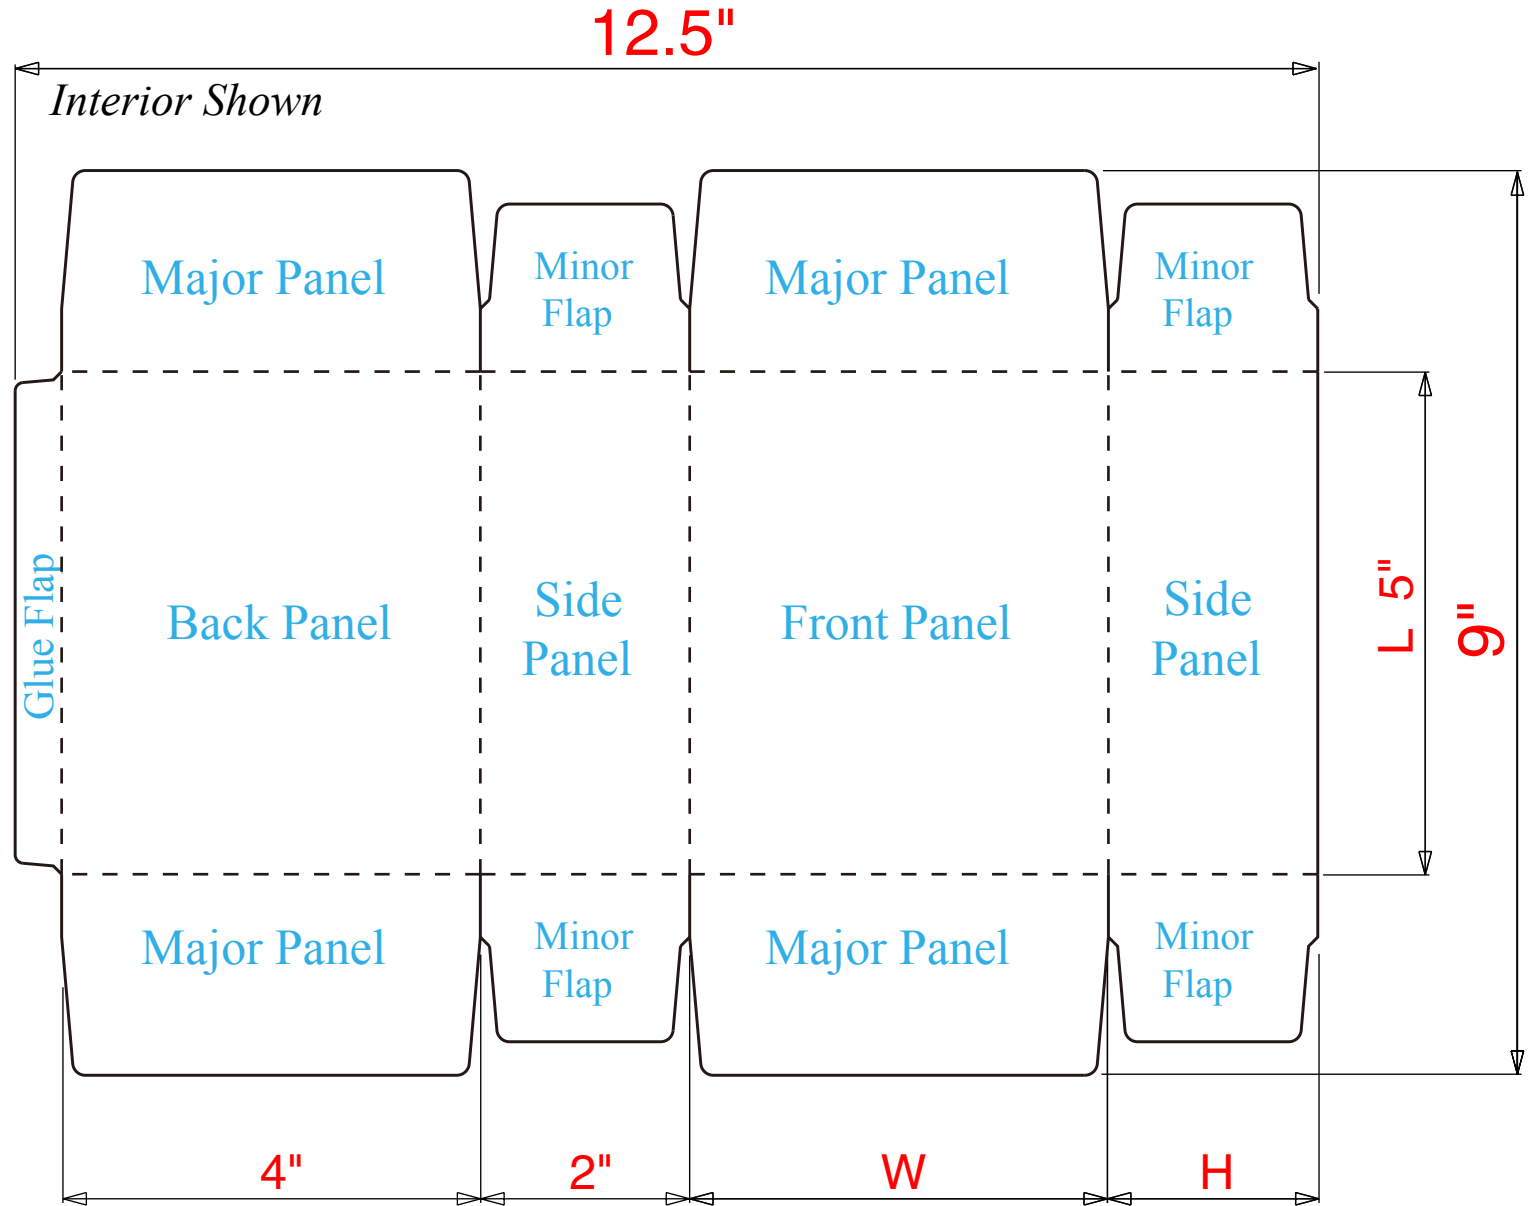 12.5"
Interior Shown
Major Panel
Minor
Flap
Major Panel
Minor
Flap
Glue Flap
Back Panel
Side
Panel
Front Panel
Side
Panel
L 5"
9"
Major Panel
Minor
Flap
Major Panel
Minor
Flap
4"
2"
W
H